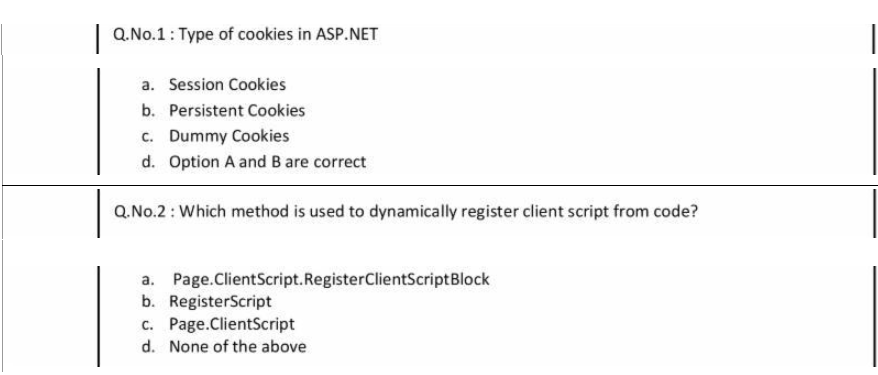 Q.No.1 : Type of cookies in ASP.NET
a. Session Cookies
b. Persistent Cookies
c. Dummy Cookies
d. Option A and B are correct
Q.No.2 : Which method is used to dynamically register client script from code?
a. Page.ClientScript.RegisterClientScriptBlock
b. RegisterScript
c. Page.ClientScript
d. None of the above